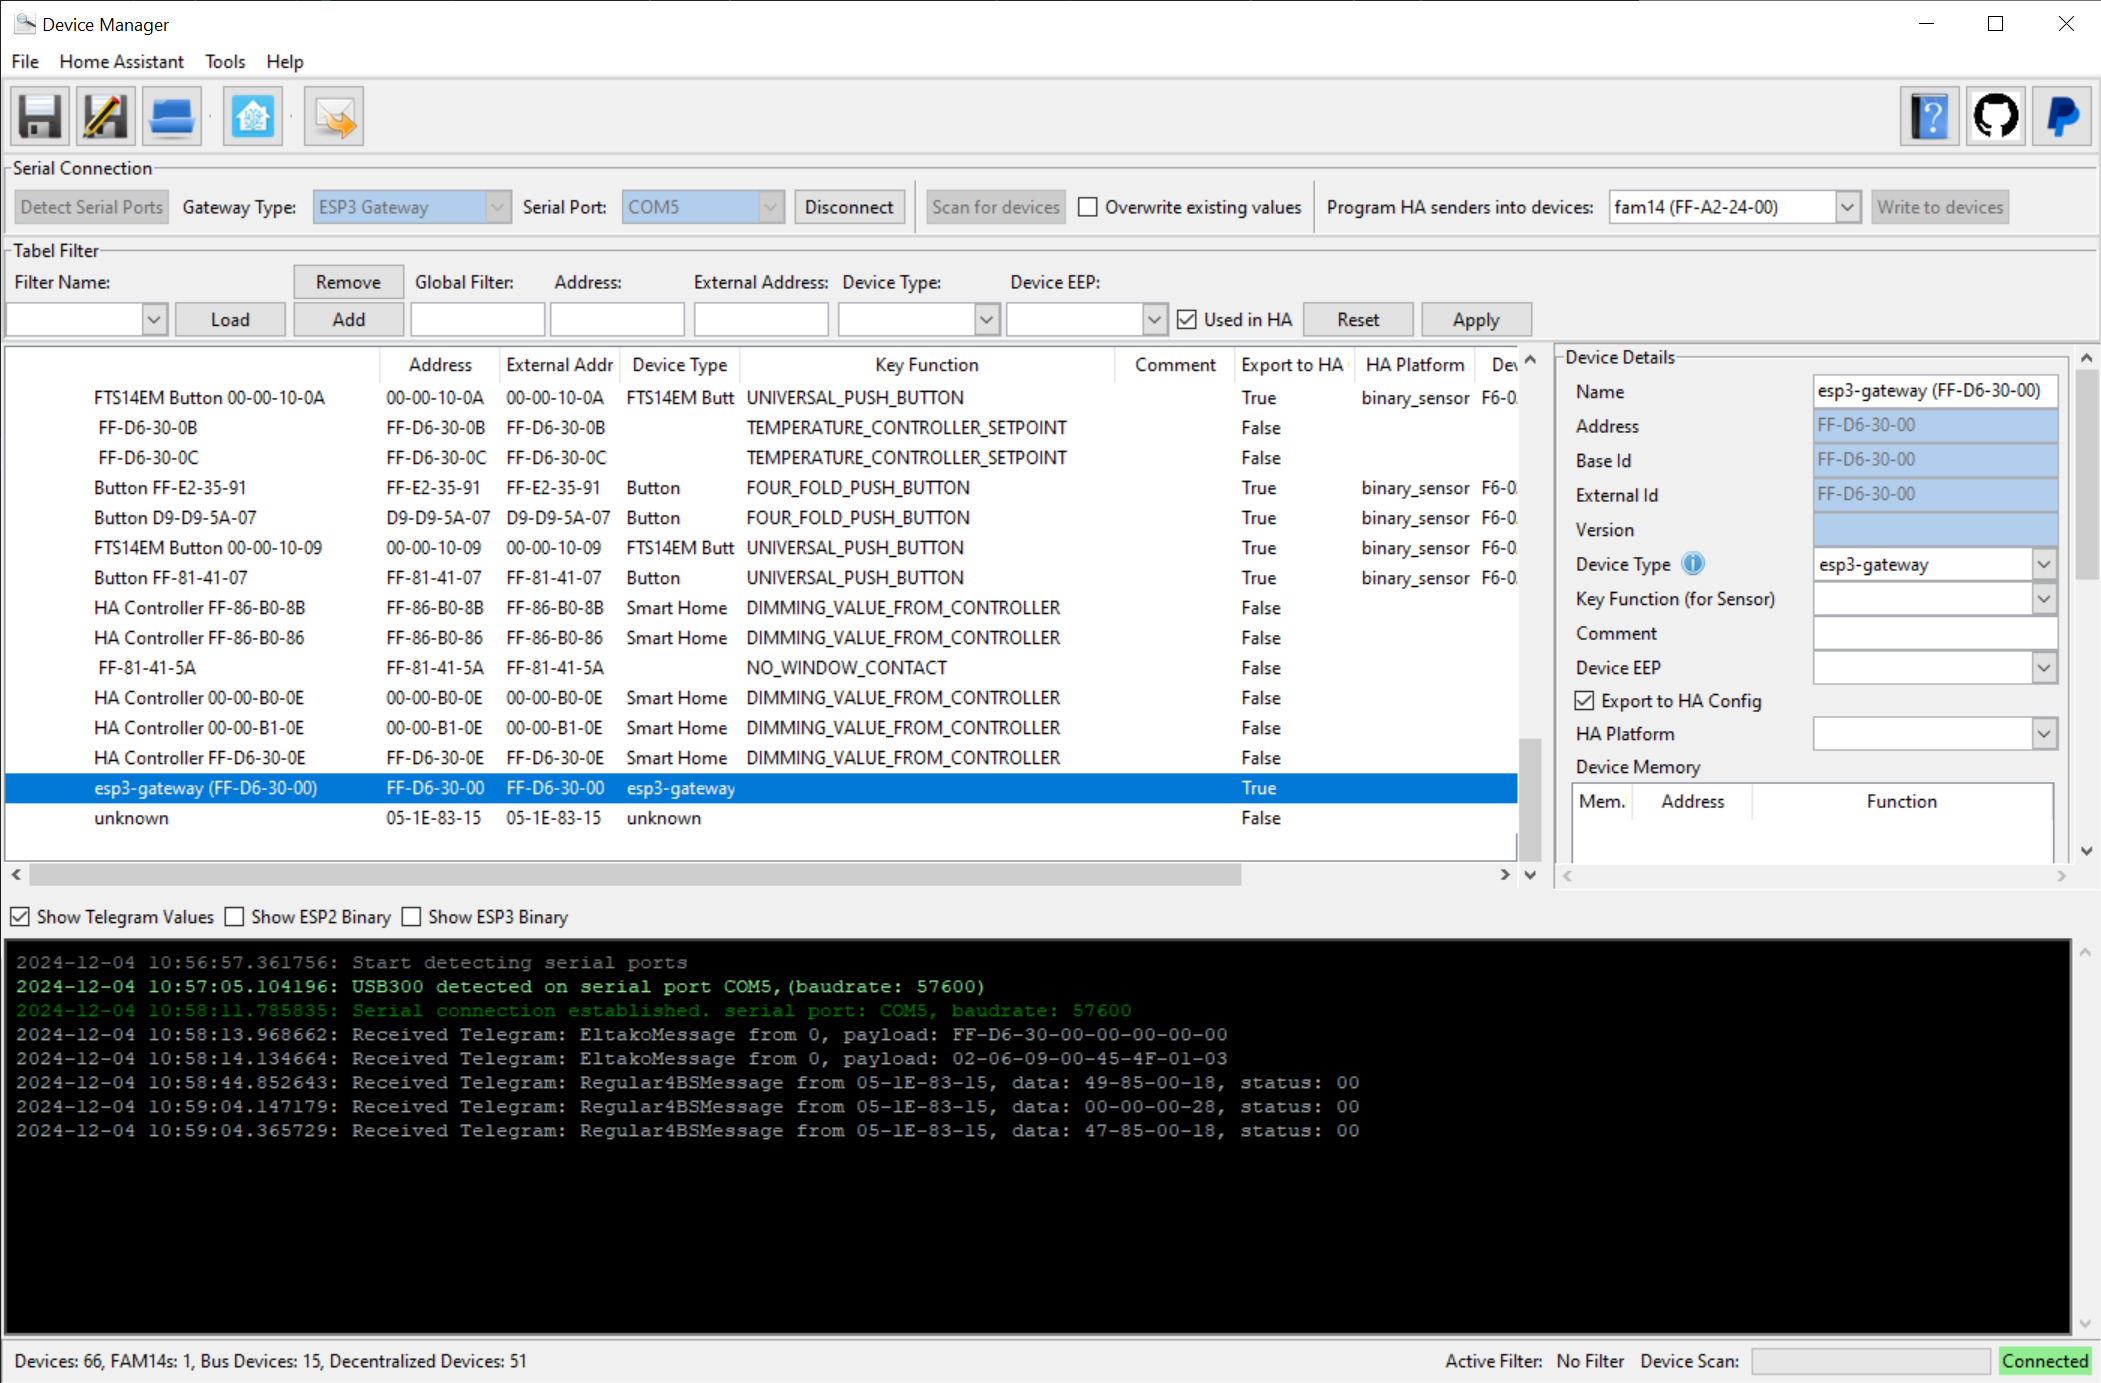 Device Manager
File Home Assistant Tools Help
Serial Connection
Detect Serial Ports Gateway Type: ESP3 Gateway Serial Port: COM5 Disconnect Scan for devices Overwrite existing values Program HA senders into devices: fam14 (FF-A2-24-00) Write to devices
Tabel Filter
Filter Name: Remove Global Filter: Address: External Address: Device Type: Device EEP:
Load Add Used in HA Reset Apply
Address External Addr Device Type Key Function Comment Export to HA HA Platform
FTS14EM Button 00-00-10-0A 00-00-10-0A 00-00-10-0A FTS14EM Butt UNIVERSAL_PUSH_BUTTON True binary_sensor F6-0
FF-D6-30-0B FF-D6-30-0B FF-D6-30-0B TEMPERATURE_CONTROLLER_SETPOINT False
FF-D6-30-0C FF-D6-30-0C FF-D6-30-0C TEMPERATURE_CONTROLLER_SETPOINT False
Button FF-E2-35-91 FF-E2-35-91 FF-E2-35-91 Button FOUR_FOLD_PUSH_BUTTON True binary_sensor F6-0
Button D9-D9-5A-07 D9-D9-5A-07 D9-D9-5A-07 Button FOUR_FOLD_PUSH_BUTTON True binary_sensor F6-0
FTS14EM Button 00-00-10-09 00-00-10-09 00-00-10-09 FTS14EM Butt UNIVERSAL_PUSH_BUTTON True binary_sensor F6-0
Button FF-81-41-07 FF-81-41-07 FF-81-41-07 Button UNIVERSAL_PUSH_BUTTON True binary_sensor F6-0
HA Controller FF-86-B0-8B FF-86-B0-8B FF-86-B0-8B Smart Home DIMMING_VALUE_FROM_CONTROLLER False
HA Controller FF-86-B0-86 FF-86-B0-86 FF-86-B0-86 Smart Home DIMMING_VALUE_FROM_CONTROLLER False
FF-81-41-5A FF-81-41-5A FF-81-41-5A NO_WINDOW_CONTACT False
HA Controller 00-00-B0-0E 00-00-B0-0E 00-00-B0-0E Smart Home DIMMING_VALUE_FROM_CONTROLLER False
HA Controller 00-00-B1-0E 00-00-B1-0E 00-00-B1-0E Smart Home DIMMING_VALUE_FROM_CONTROLLER False
HA Controller FF-D6-30-0E FF-D6-30-0E FF-D6-30-0E Smart Home DIMMING_VALUE_FROM_CONTROLLER False
esp3-gateway (FF-D6-30-00) FF-D6-30-00 FF-D6-30-00 esp3-gateway True
unknown 05-1E-83-15 05-1E-83-15 unknown False
Device Details
Name esp3-gateway (FF-D6-30-00)
Address FF-D6-30-00
Base Id FF-D6-30-00
External Id FF-D6-30-00
Version
Device Type esp3-gateway
Key Function (for Sensor)
Comment
Device EEP
Export to HA Config
HA Platform
Device Memory
Mem. Address Function
Show Telegram Values Show ESP2 Binary Show ESP3 Binary
2024-12-04 10:56:57.361756: Start detecting serial ports
2024-12-04 10:57:05.104196: USB300 detected on serial port COM5,(baudrate: 57600)
2024-12-04 10:58:11.785835: Serial connection established. serial port: COM5, baudrate: 57600
2024-12-04 10:58:13.968662: Received Telegram: EltakoMessage from 0, payload: FF-D6-30-00-00-00-00-00
2024-12-04 10:58:14.134664: Received Telegram: EltakoMessage from 0, payload: 02-06-09-00-45-4F-01-03
2024-12-04 10:58:44.852643: Received Telegram: Regular4BSMessage from 05-1E-83-15, data: 49-85-00-18, status: 00
2024-12-04 10:59:04.147179: Received Telegram: Regular4BSMessage from 05-1E-83-15, data: 00-00-00-28, status: 00
2024-12-04 10:59:04.365729: Received Telegram: Regular4BSMessage from 05-1E-83-15, data: 47-85-00-18, status: 00
Devices: 66, FAM14s: 1, Bus Devices: 15, Decentralized Devices: 51 Active Filter: No Filter Device Scan: Connected